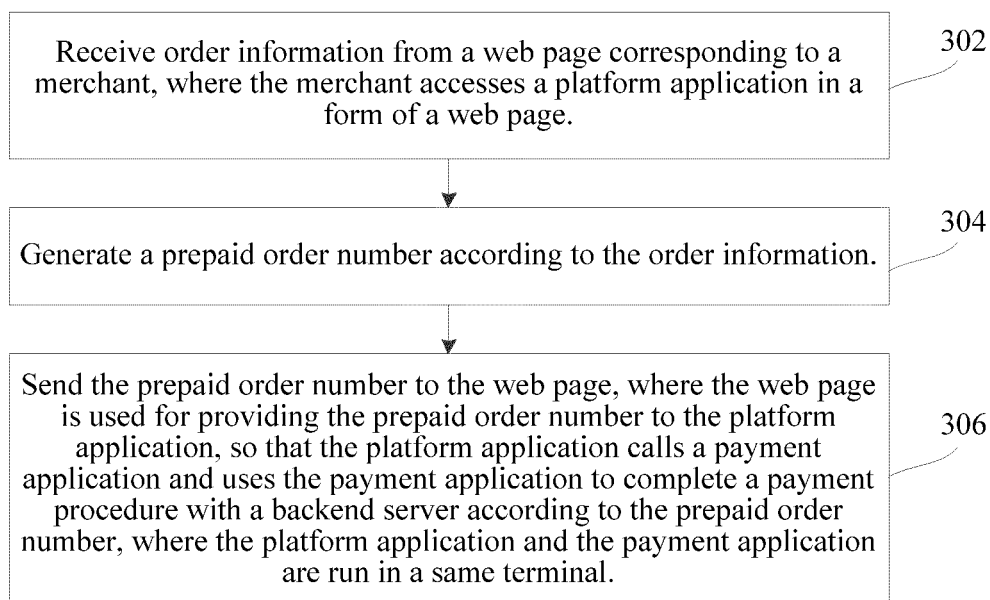 Receive order information from a web page corresponding to a
merchant, where the merchant accesses a platform application in a
form of a web page.
302
Generate a prepaid order number according to the order information.
304
Send the prepaid order number to the web page, where the web page
is used for providing the prepaid order number to the platform
application, so that the platform application calls a payment
application and uses the payment application to complete a payment
procedure with a backend server according to the prepaid order
number, where the platform application and the payment application
are run in a same terminal.
306